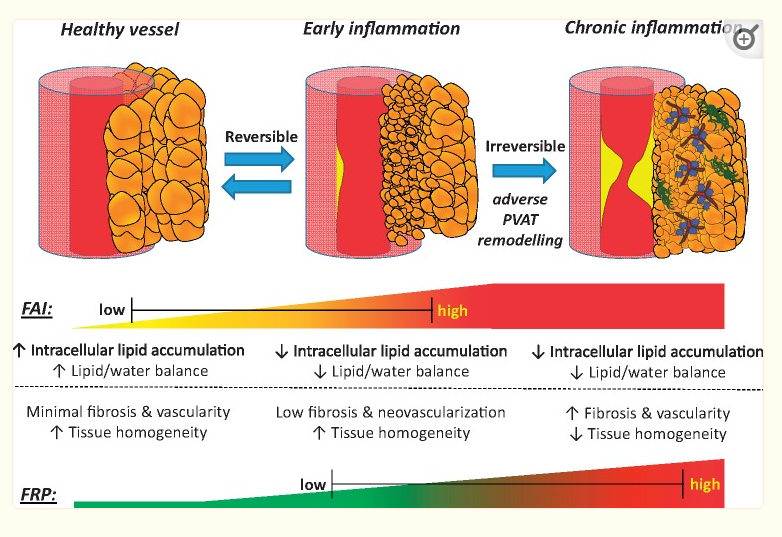 Healthy vessel
Early inflammation
Chronic inflammation
Reversible
Irreversible
adverse
PVAT
remodelling
FAI:
low
high
↑ Intracellular lipid accumulation
↑ Lipid/water balance
↓ Intracellular lipid accumulation
↓ Lipid/water balance
↓ Intracellular lipid accumulation
↓ Lipid/water balance
Minimal fibrosis & vascularity
↑ Tissue homogeneity
Low fibrosis & neovascularization
↑ Tissue homogeneity
↑ Fibrosis & vascularity
↓ Tissue homogeneity
FRP:
low
high